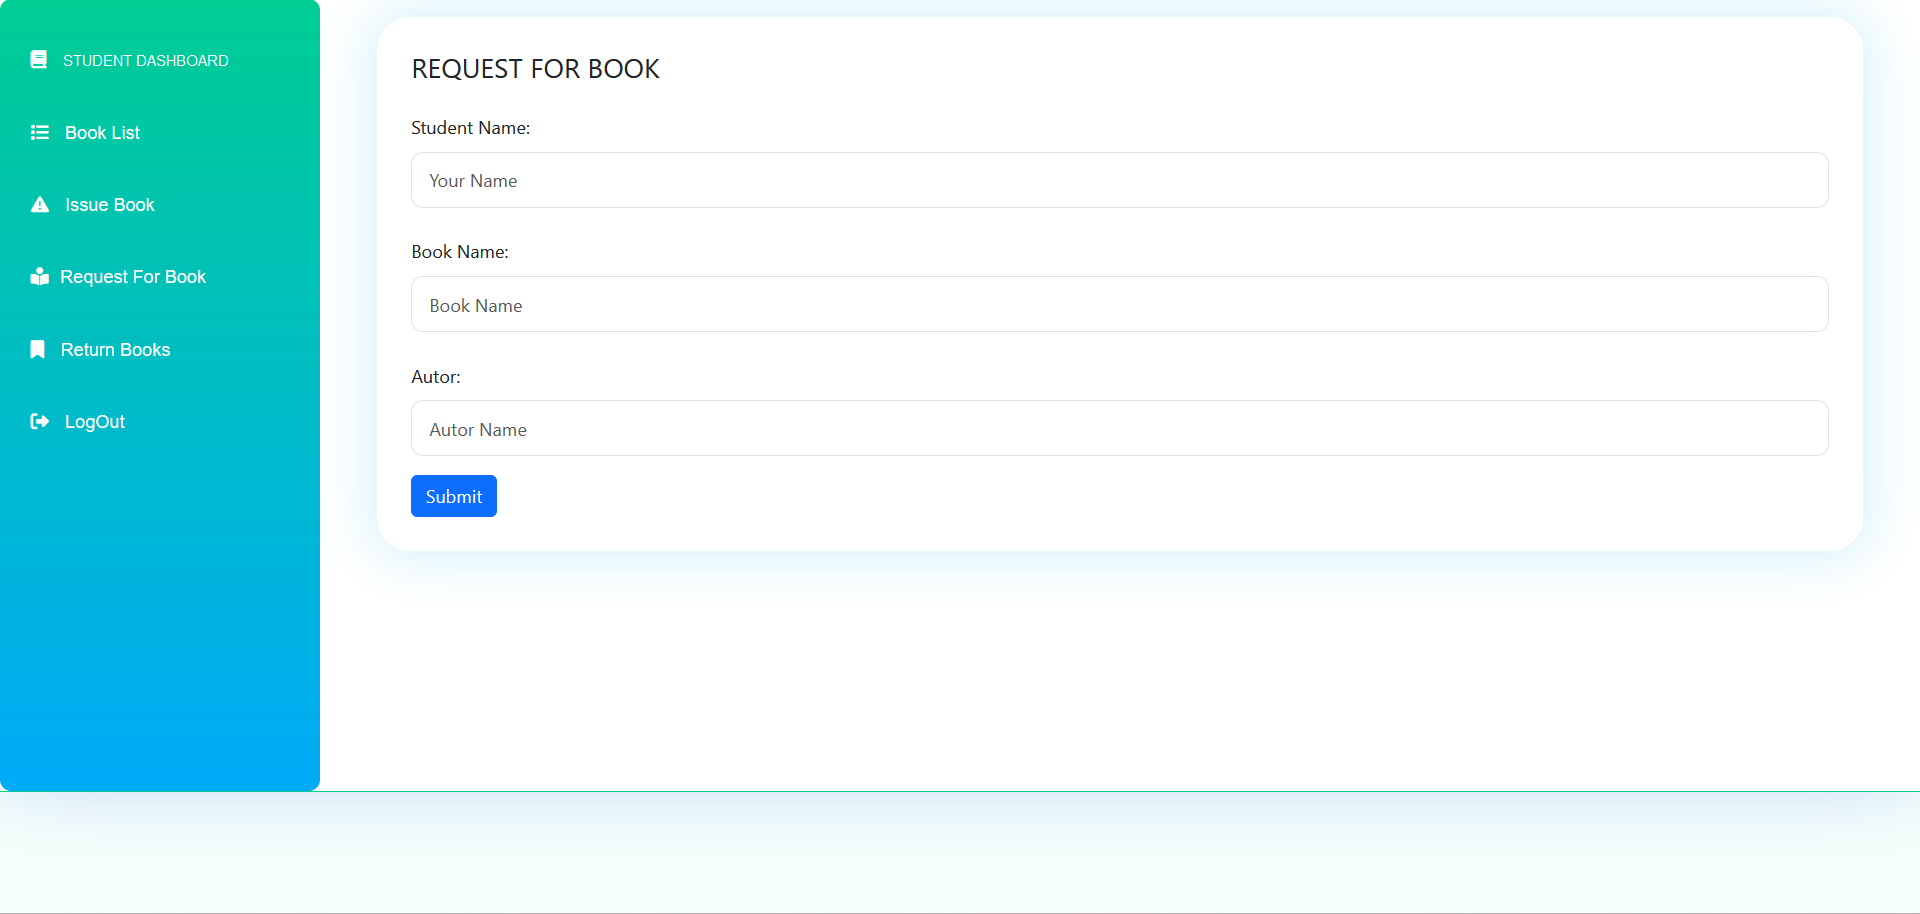 STUDENT DASHBOARD
Book List
Issue Book
Request For Book
Return Books
LogOut
REQUEST FOR BOOK
Student Name:
Your Name
Book Name:
Book Name
Autor:
Autor Name
Submit